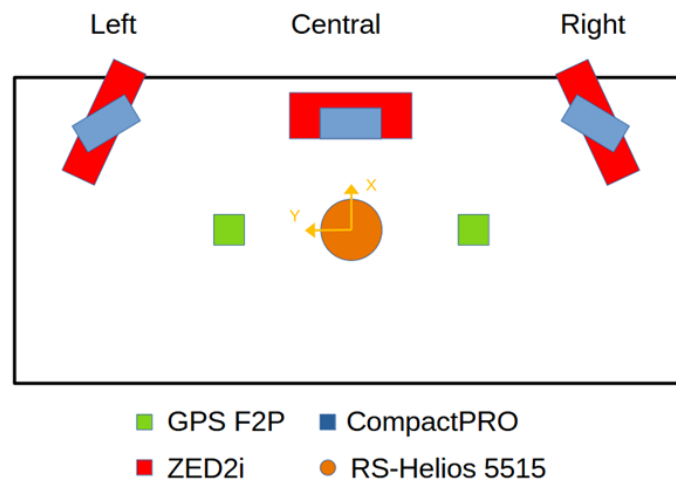 Left Central Right
X
Y
GPS F2P CompactPRO
ZED2i RS-Helios 5515